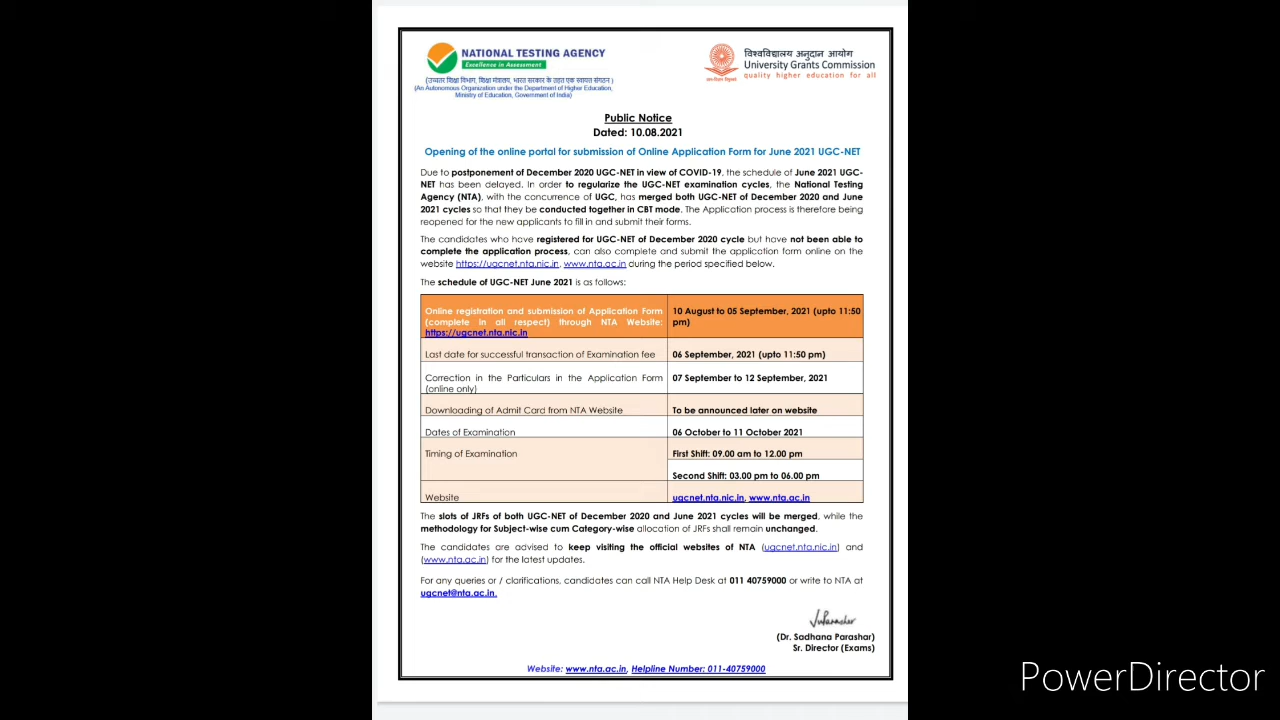 NATIONAL TESTING AGENCY
Excellence in Assessment
(उच्चतर शिक्षा विभाग, शिक्षा मंत्रालय, भारत सरकार के तहत एक स्वायत्त संगठन)
(An Autonomous Organization under the Department of Higher Education,
Ministry of Education, Government of India)
विश्वविद्यालय अनुदान आयोग
University Grants Commission
quality higher education for all
Public Notice
Dated: 10.08.2021
Opening of the online portal for submission of Online Application Form for June 2021 UGC-NET
Due to postponement of December 2020 UGC-NET in view of COVID-19, the schedule of June 2021 UGC-
NET has been delayed. In order to regularize the UGC-NET examination cycles, the National Testing
Agency (NTA), with the concurrence of UGC, has merged both UGC-NET of December 2020 and June
2021 cycles so that they be conducted together in CBT mode. The Application process is therefore being
reopened for the new applicants to fill in and submit their forms.
The candidates who have registered for UGC-NET of December 2020 cycle but have not been able to
complete the application process, can also complete and submit the application form online on the
website https://ugcnet.nta.nic.in, www.nta.ac.in during the period specified below.
The schedule of UGC-NET June 2021 is as follows:
Online registration and submission of Application Form
(complete in all respect) through NTA Website:
https://ugcnet.nta.nic.in
10 August to 05 September, 2021 (upto 11:50
pm)
Last date for successful transaction of Examination fee
06 September, 2021 (upto 11:50 pm)
Correction in the Particulars in the Application Form
(online only)
07 September to 12 September, 2021
Downloading of Admit Card from NTA Website
To be announced later on website
Dates of Examination
06 October to 11 October 2021
Timing of Examination
First Shift: 09.00 am to 12.00 pm
Second Shift: 03.00 pm to 06.00 pm
Website
ugcnet.nta.nic.in, www.nta.ac.in
The slots of JRFs of both UGC-NET of December 2020 and June 2021 cycles will be merged, while the
methodology for Subject-wise cum Category-wise allocation of JRFs shall remain unchanged.
The candidates are advised to keep visiting the official websites of NTA (ugcnet.nta.nic.in) and
(www.nta.ac.in) for the latest updates.
For any queries or / clarifications, candidates can call NTA Help Desk at 011 40759000 or write to NTA at
ugcnet@nta.ac.in.
(Dr. Sadhana Parashar)
Sr. Director (Exams)
Website: www.nta.ac.in, Helpline Number: 011-40759000
PowerDirector